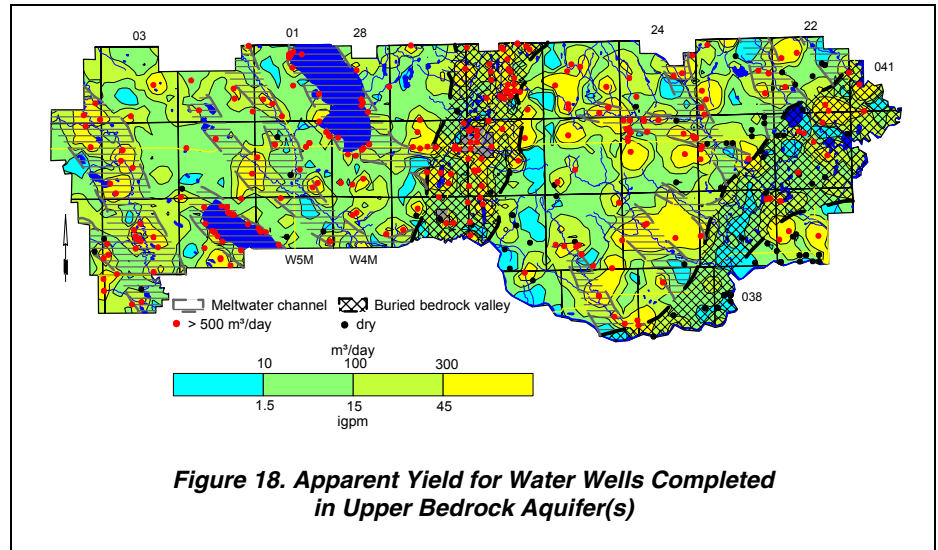 03 01 28 24 22
041
W5M W4M
038
Meltwater channel Buried bedrock valley
> 500 m³/day dry
m³/day
10 100 300
1.5 15 45
igpm
Figure 18. Apparent Yield for Water Wells Completed
in Upper Bedrock Aquifer(s)